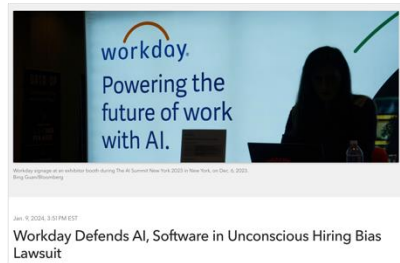 workday.
Powering the
future of work
with AI.
Workday signage at an exhibitor booth during The AI Summit New York 2023 in New York, on Dec. 6, 2023.
Bing Guan/Bloomberg
Jan. 9, 2024, 3:51 PM EST
Workday Defends AI, Software in Unconscious Hiring Bias
Lawsuit